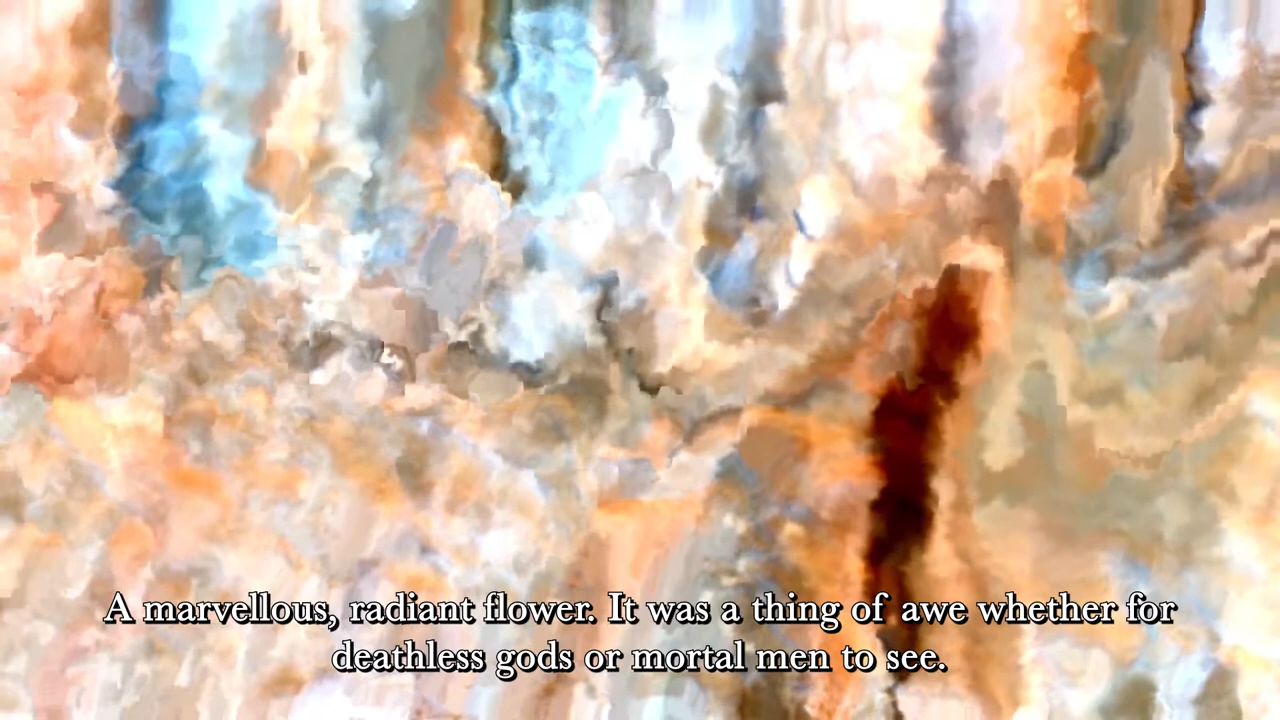 A marvellous, radiant flower. It was a thing of awe whether for
deathless gods or mortal men to see.